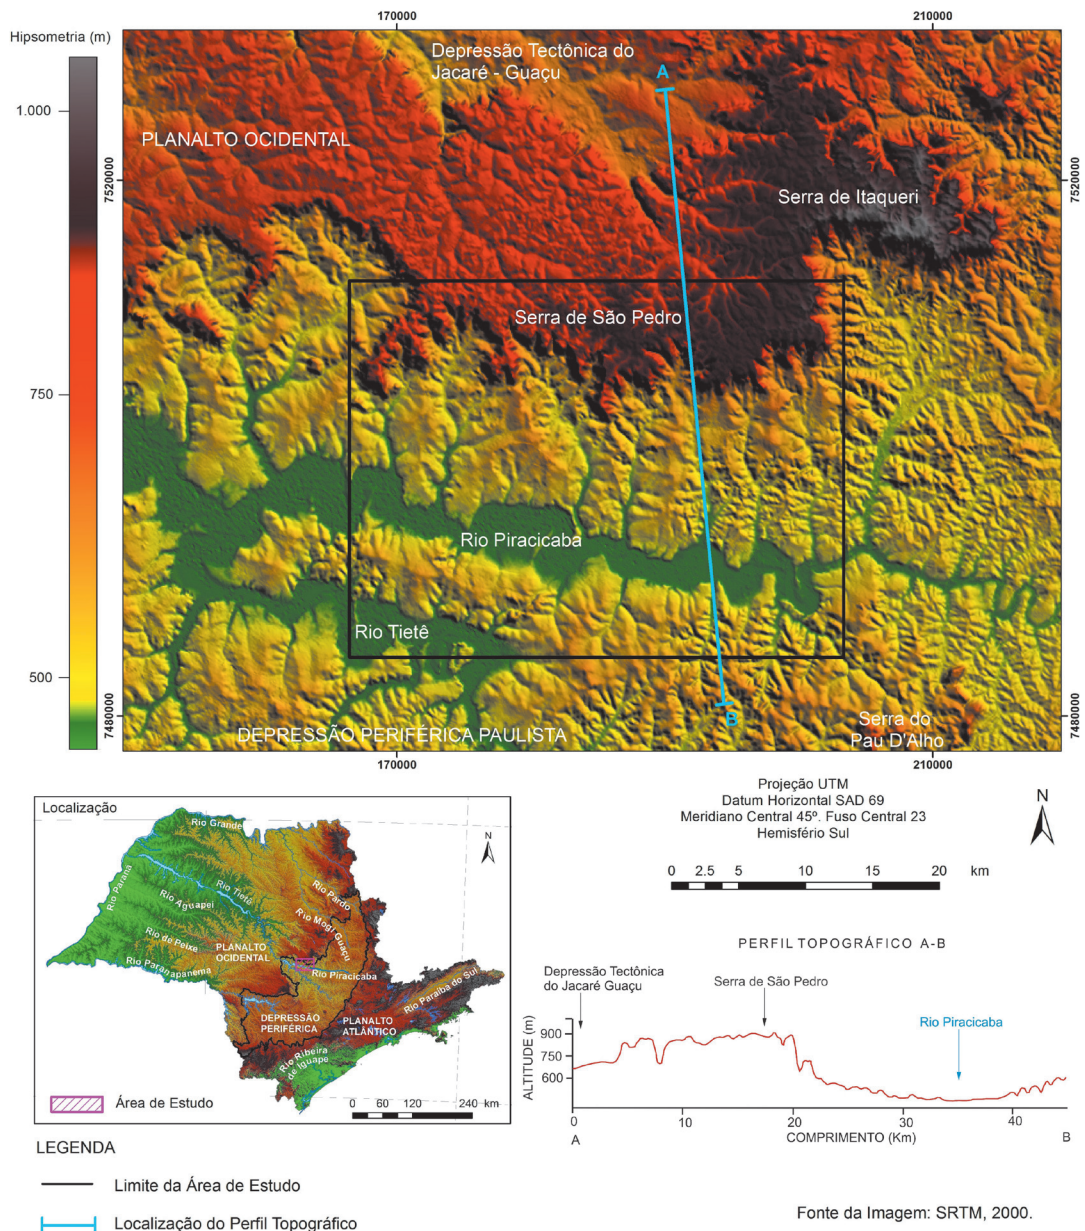 170000
210000
Hipsometria (m)
Depressão Tectônica do
Jacaré - Guaçu
A
1.000
PLANALTO OCIDENTAL
7520000
7520000
Serra de Itaqueri
Serra de São Pedro
750
Rio Piracicaba
Rio Tietê
500
7480000
7480000
B
Serra do
Pau D'Alho
DEPRESSÃO PERIFÉRICA PAULISTA
170000
210000
Projeção UTM
Datum Horizontal SAD 69
Meridiano Central 45º. Fuso Central 23
Hemisfério Sul
N
0 2.5 5 10 15 20 km
Localização
N
Rio Grande
Rio Paraná
Rio Tietê
Rio Pardo
Rio Aguapeí
Rio Mogi Guaçu
Rio de Peixe
PLANALTO
OCIDENTAL
Rio Paranapanema
Rio Piracicaba
Rio Paraíba do Sul
DEPRESSÃO
PERIFÉRICA
PLANALTO
ATLÂNTICO
Rio Ribeira
de Iguape
Área de Estudo
0 60 120 240 km
PERFIL TOPOGRÁFICO A-B
Depressão Tectônica
do Jacaré Guaçu
Serra de São Pedro
Rio Piracicaba
ALTITUDE (m)
900
750
600
0 10 20 30 40
A
COMPRIMENTO (Km)
B
LEGENDA
Limite da Área de Estudo
Localização do Perfil Topográfico
Fonte da Imagem: SRTM, 2000.